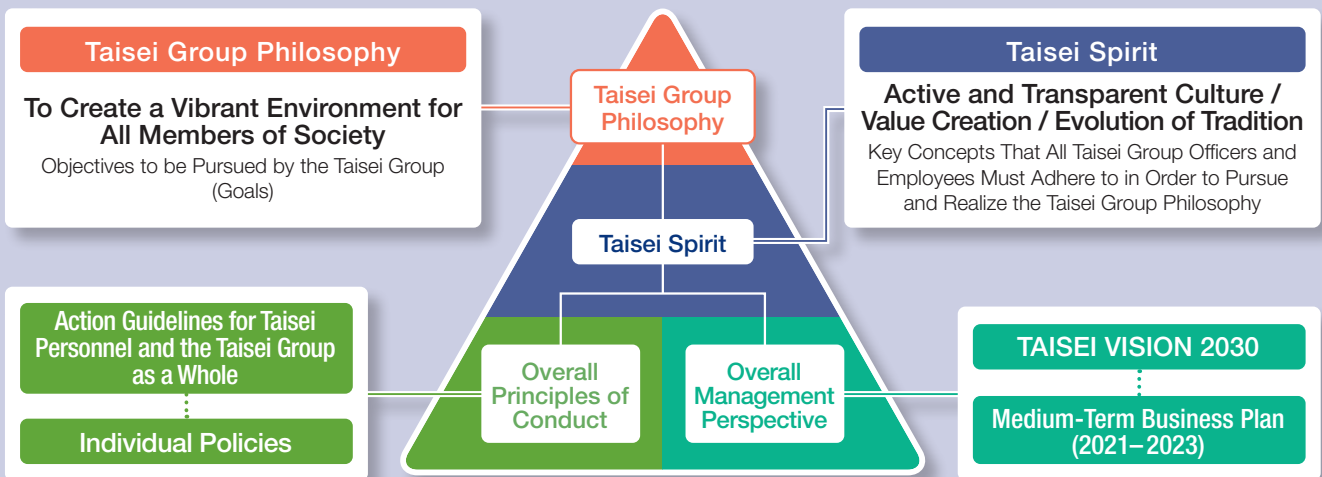 Taisei Group Philosophy
To Create a Vibrant Environment for
All Members of Society
Objectives to be Pursued by the Taisei Group
(Goals)
Taisei Group
Philosophy
Taisei Spirit
Active and Transparent Culture /
Value Creation / Evolution of Tradition
Key Concepts That All Taisei Group Officers and
Employees Must Adhere to in Order to Pursue
and Realize the Taisei Group Philosophy
Taisei Spirit
Action Guidelines for Taisei
Personnel and the Taisei Group
as a Whole
Individual Policies
Overall
Principles of
Conduct
Overall
Management
Perspective
TAISEI VISION 2030
Medium-Term Business Plan
(2021–2023)